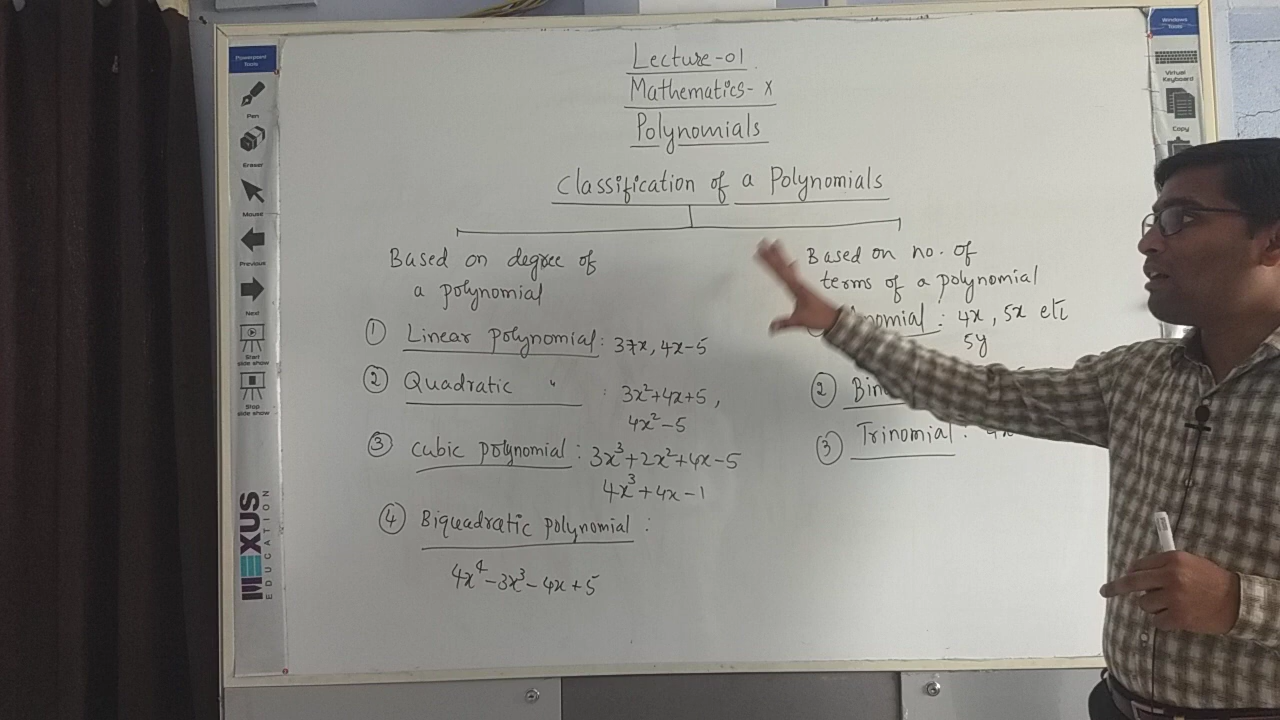 Lecture-01
Mathematics- X
Polynomials
Classification of a Polynomials
Based on degree of
a polynomial
① Linear polynomial : 37x, 4x-5
② Quadratic " : 3x²+4x+5,
4x²-5
③ Cubic polynomial : 3x³+2x²+4x-5
4x³+4x-1
④ Biquadratic polynomial :
4x⁴-3x³-4x+5
Based on no. of
terms of a polynomial
: 4x, 5x etc
5y
②
③ Trinomial :
Powerpoint
Tools
Pen
Eraser
Mouse
Previous
Next
Start
side show
Stop
side show
MEXUS
EDUCATION
Windows
Tools
Virtual
Keyboard
Copy